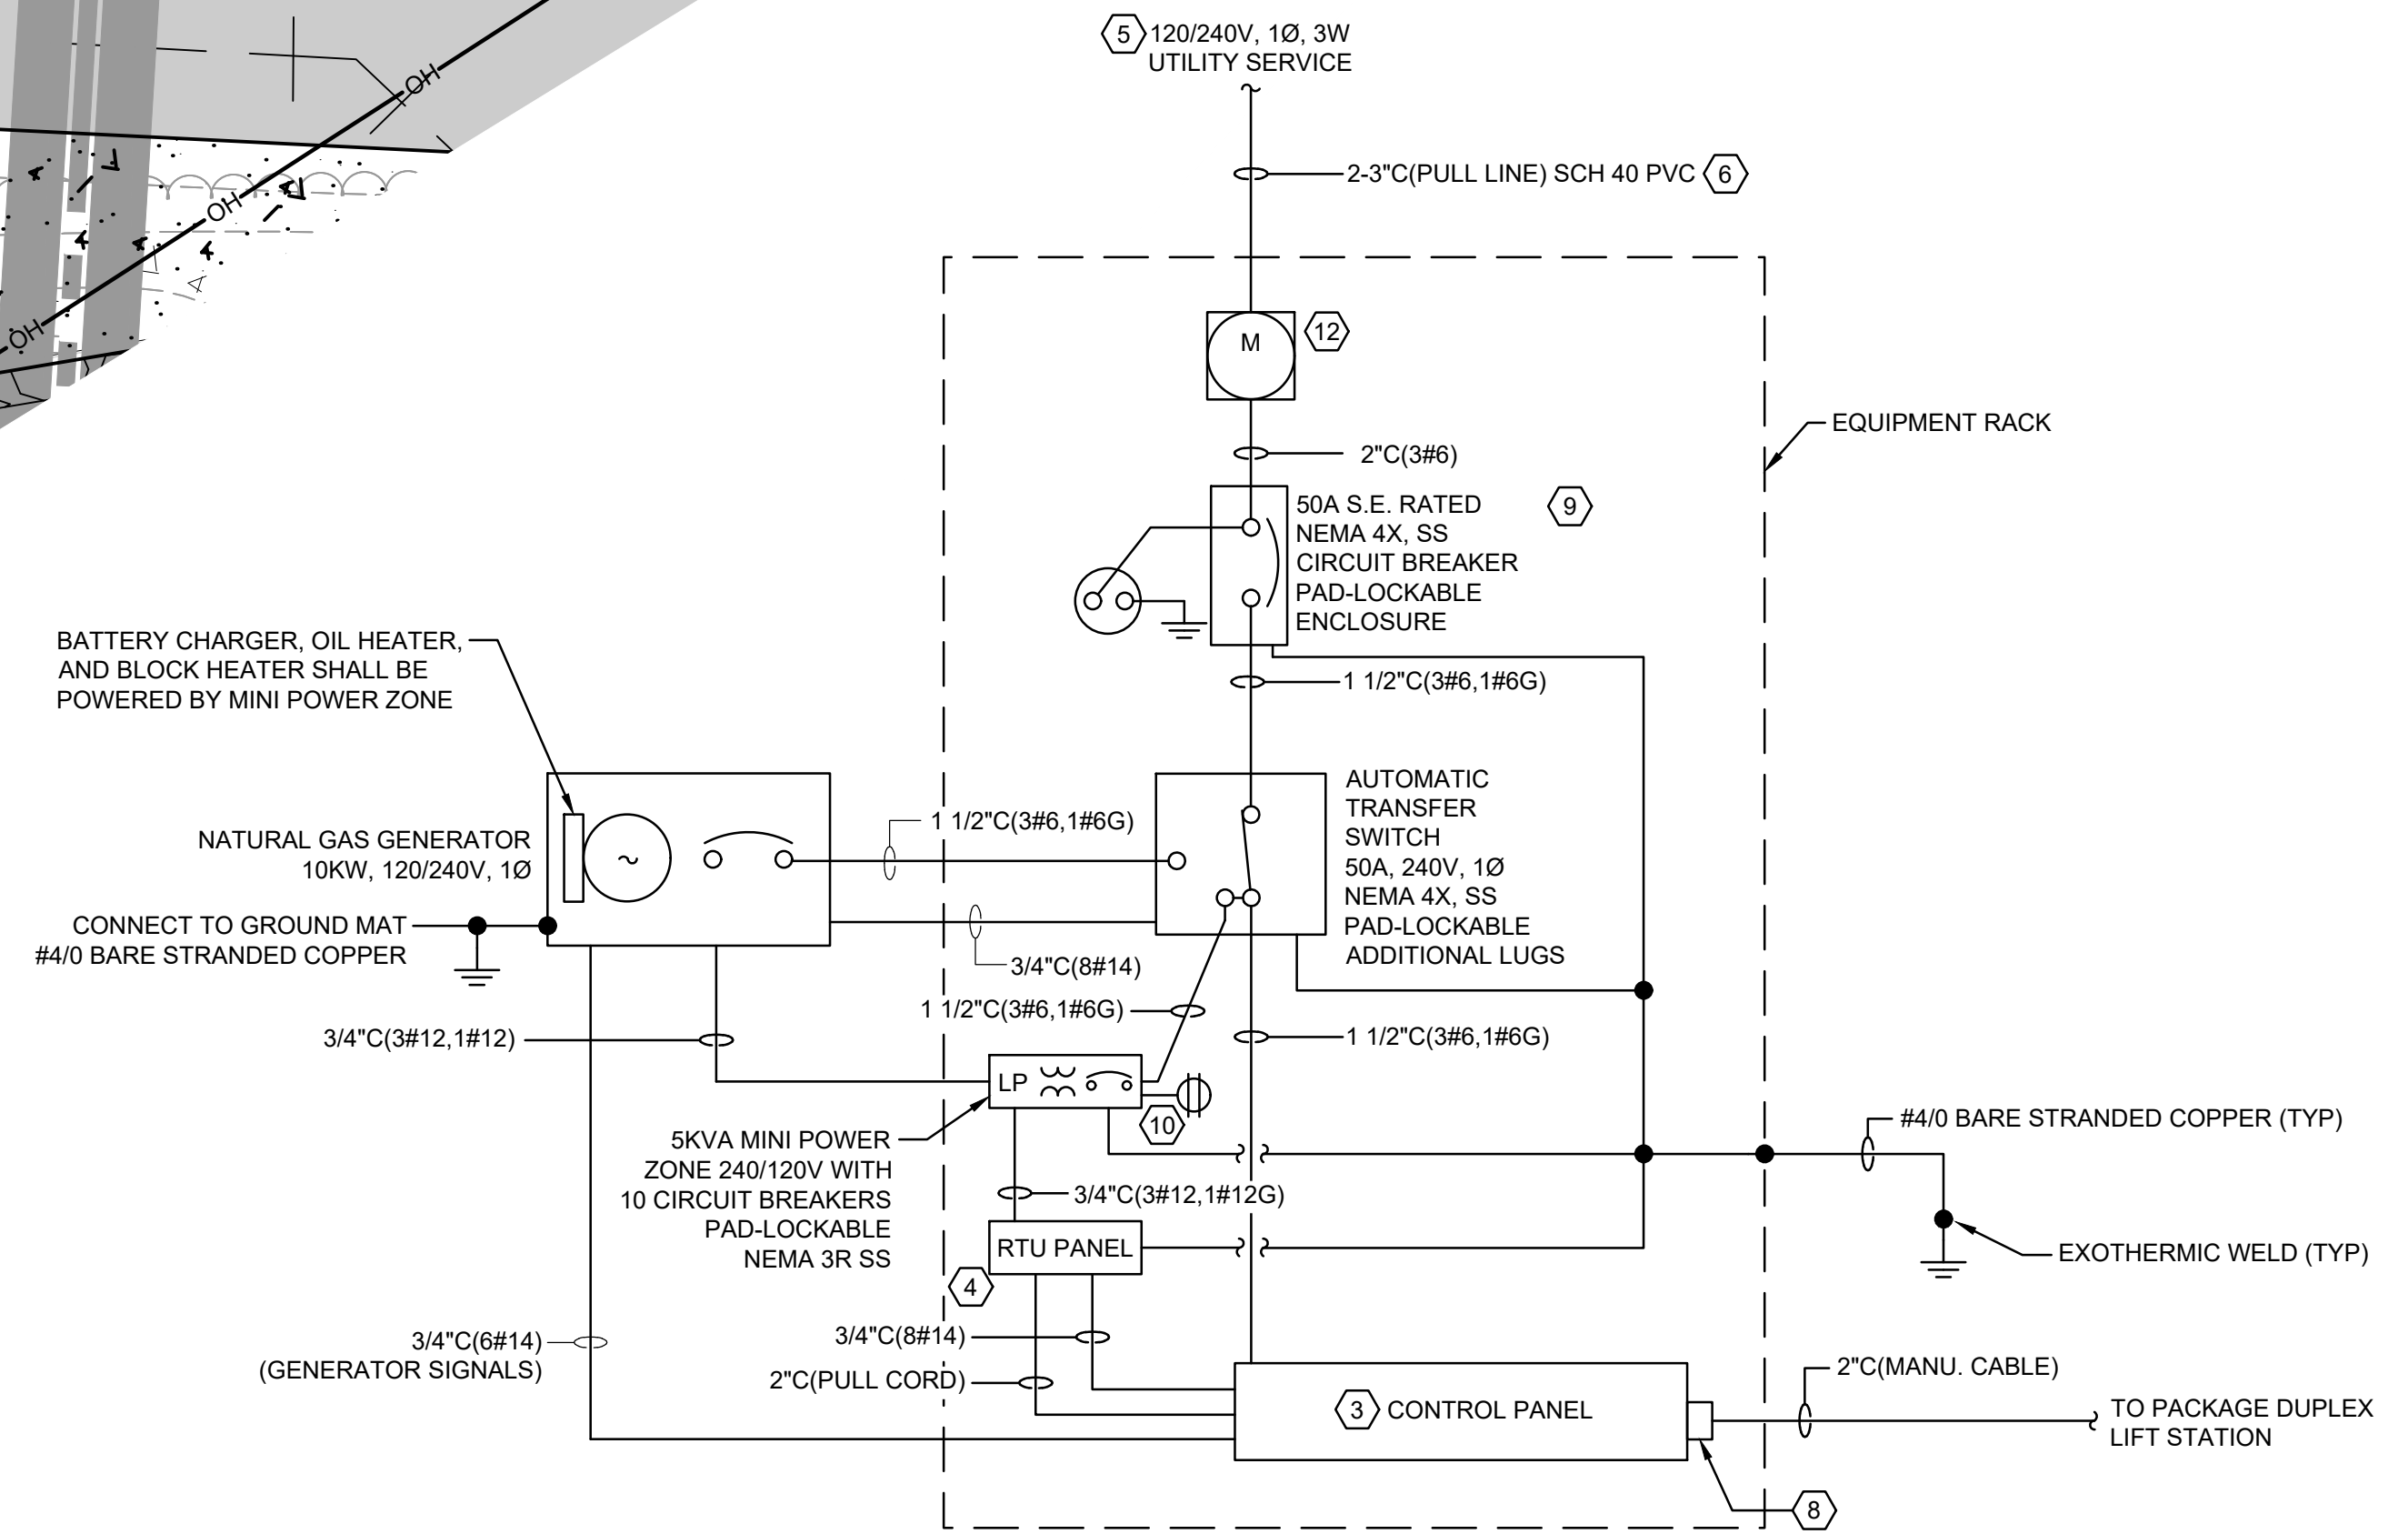 5 120/240V, 1Ø, 3W
UTILITY SERVICE
OH
OH
OH
2-3"C(PULL LINE) SCH 40 PVC 6
M
12
EQUIPMENT RACK
2"C(3#6)
50A S.E. RATED
NEMA 4X, SS
CIRCUIT BREAKER
PAD-LOCKABLE
ENCLOSURE
9
1 1/2"C(3#6,1#6G)
BATTERY CHARGER, OIL HEATER,
AND BLOCK HEATER SHALL BE
POWERED BY MINI POWER ZONE
NATURAL GAS GENERATOR
10KW, 120/240V, 1Ø
CONNECT TO GROUND MAT
#4/0 BARE STRANDED COPPER
~
1 1/2"C(3#6,1#6G)
3/4"C(8#14)
AUTOMATIC
TRANSFER
SWITCH
50A, 240V, 1Ø
NEMA 4X, SS
PAD-LOCKABLE
ADDITIONAL LUGS
1 1/2"C(3#6,1#6G)
1 1/2"C(3#6,1#6G)
3/4"C(3#12,1#12)
LP
10
5KVA MINI POWER
ZONE 240/120V WITH
10 CIRCUIT BREAKERS
PAD-LOCKABLE
NEMA 3R SS
#4/0 BARE STRANDED COPPER (TYP)
3/4"C(3#12,1#12G)
RTU PANEL
4
EXOTHERMIC WELD (TYP)
3/4"C(6#14)
(GENERATOR SIGNALS)
3/4"C(8#14)
2"C(PULL CORD)
3 CONTROL PANEL
2"C(MANU. CABLE)
TO PACKAGE DUPLEX
LIFT STATION
8